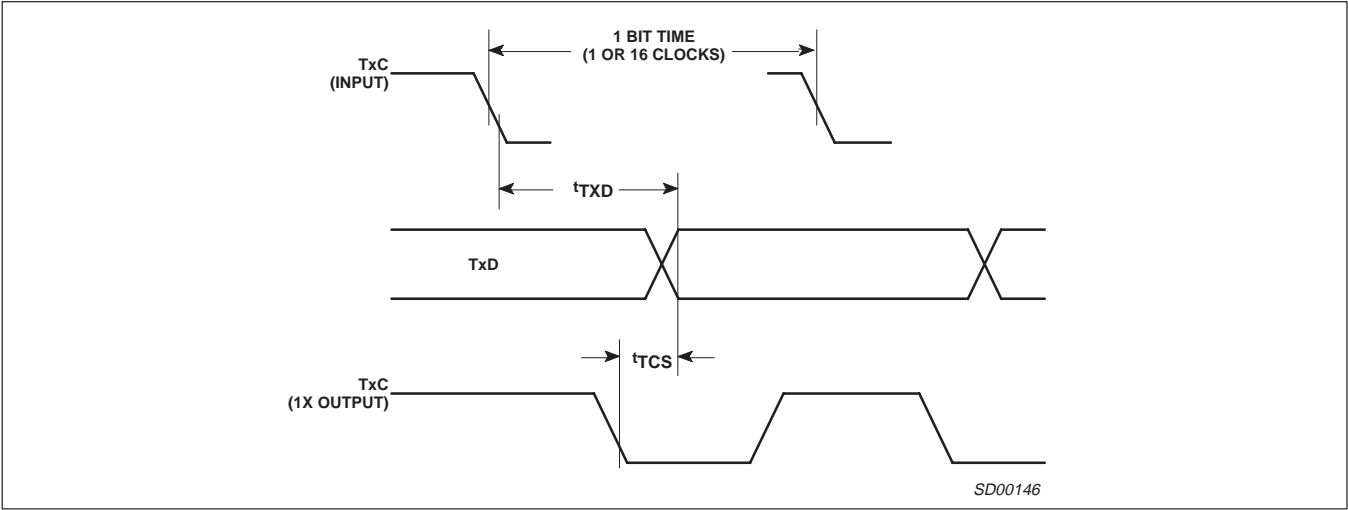 1 BIT TIME
(1 OR 16 CLOCKS)
TxC
(INPUT)
tTXD
TxD
tTCS
TxC
(1X OUTPUT)
SD00146